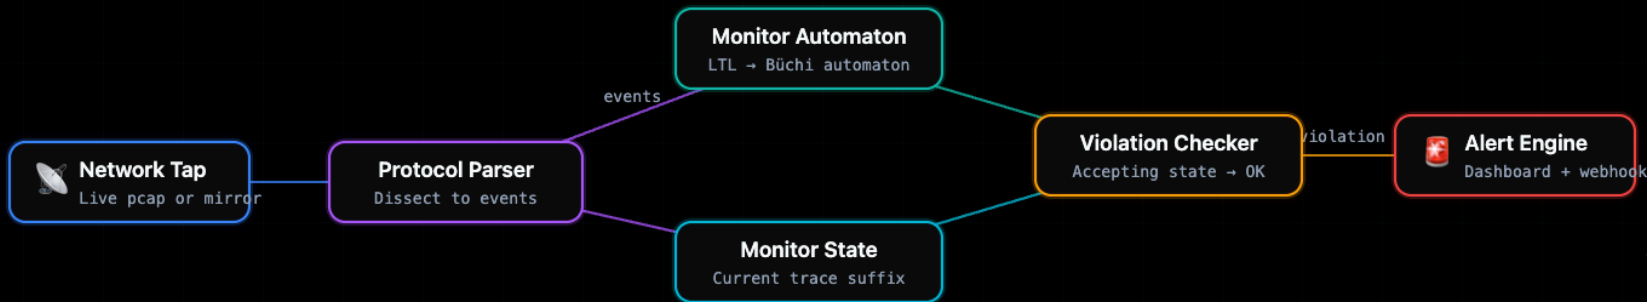 Monitor Automaton
LTL → Büchi automaton
events
Network Tap
Live pcap or mirror
Protocol Parser
Dissect to events
Violation Checker
Accepting state → OK
violation
Alert Engine
Dashboard + webhook
Monitor State
Current trace suffix